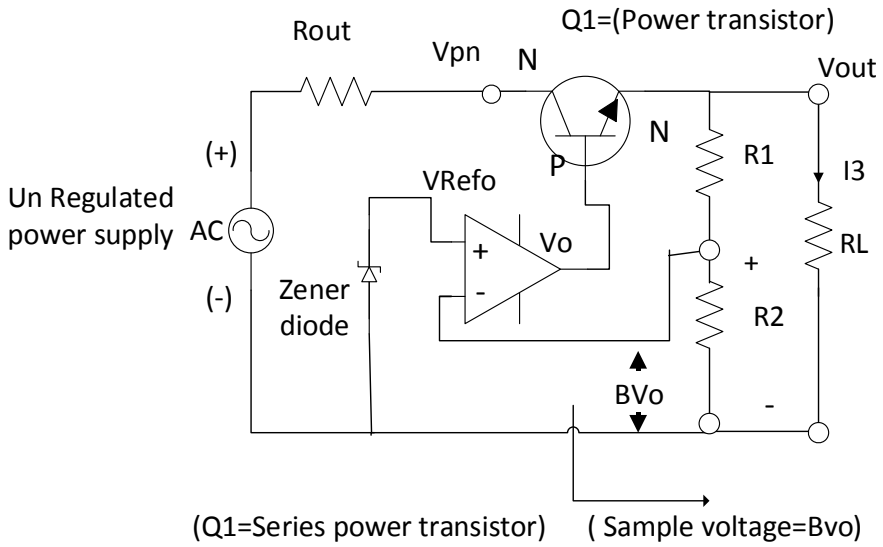 Q1=(Power transistor)
Rout
Vpn
N
Vout
(+)
N
R1
P
I3
VRefo
Un Regulated
power supply
AC
+
Vo
RL
+
(-)
Zener
diode
-
R2
BVo
-
(Q1=Series power transistor)
( Sample voltage=Bvo)